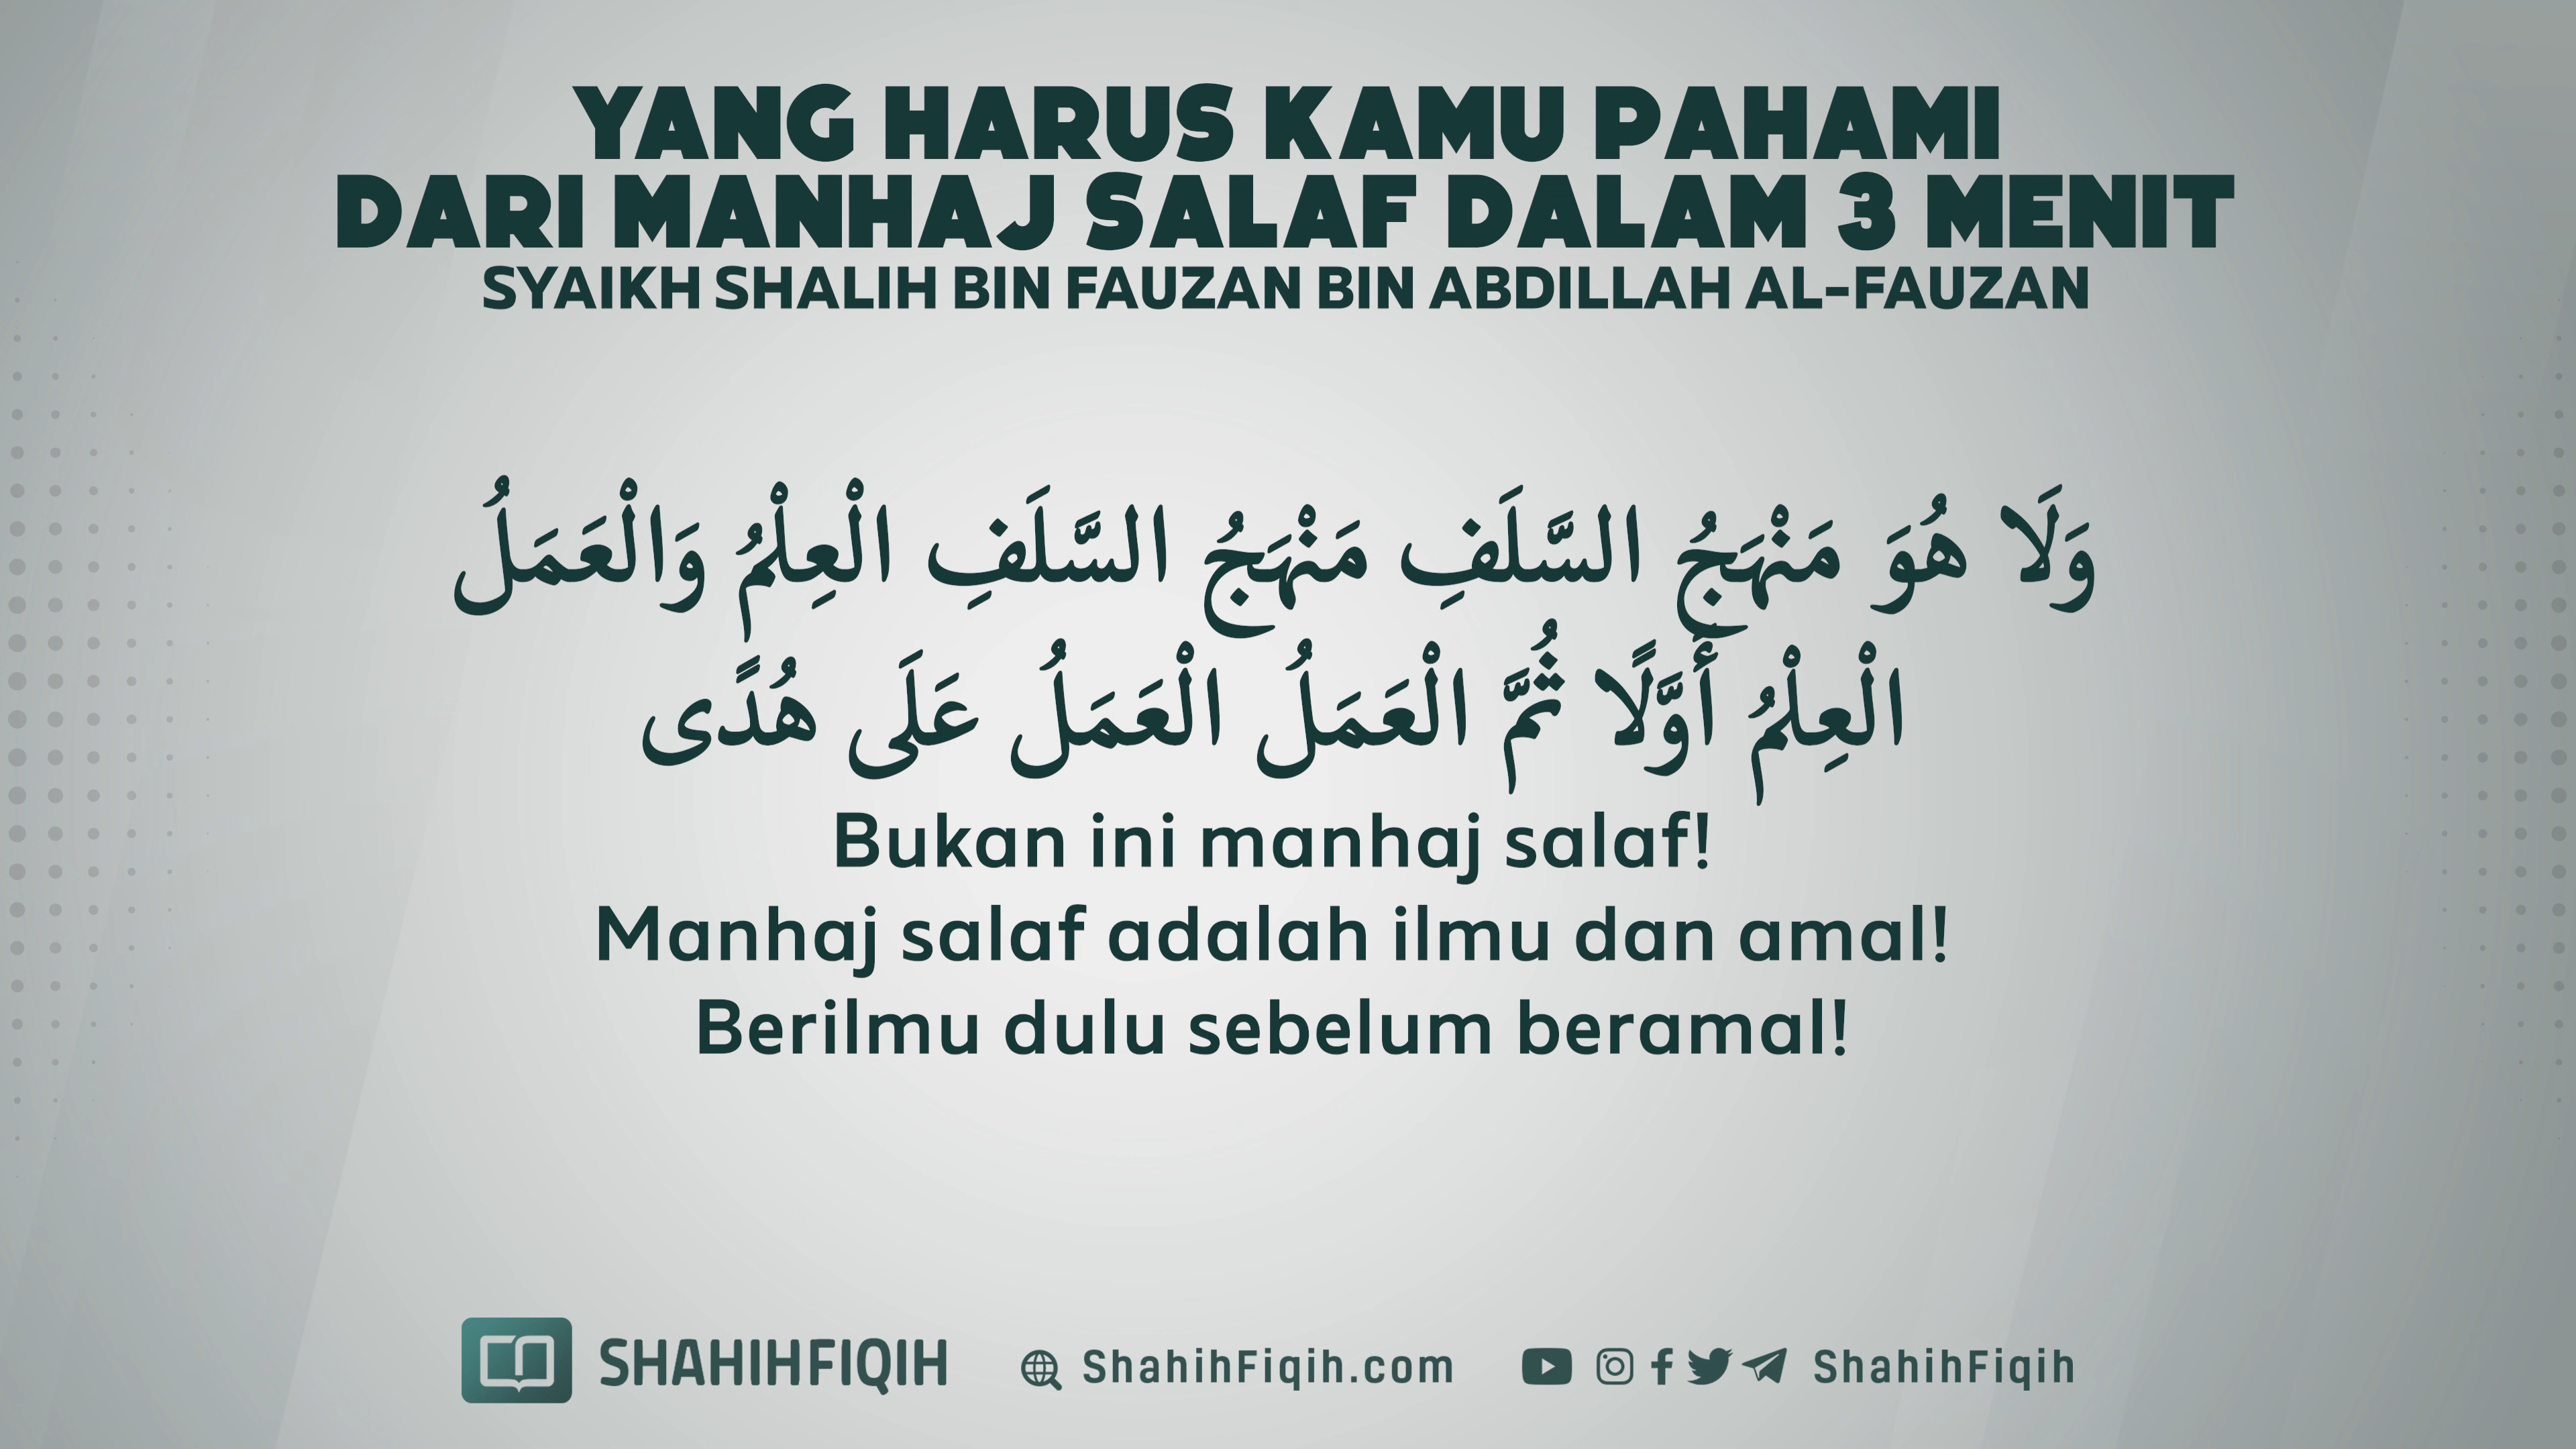 YANG HARUS KAMU PAHAMI
DARI MANHAJ SALAF DALAM 3 MENIT
SYAIKH SHALIH BIN FAUZAN BIN ABDILLAH AL-FAUZAN
وَلَا هُوَ مَنْهَجُ السَّلَفِ مَنْهَجُ السَّلَفِ الْعِلْمُ وَالْعَمَلُ
الْعِلْمُ أَوَّلًا ثُمَّ الْعَمَلُ الْعَمَلُ عَلَى هُدًى
Bukan ini manhaj salaf!
Manhaj salaf adalah ilmu dan amal!
Berilmu dulu sebelum beramal!
SHAHIHFIQIH ShahihFiqih.com ShahihFiqih